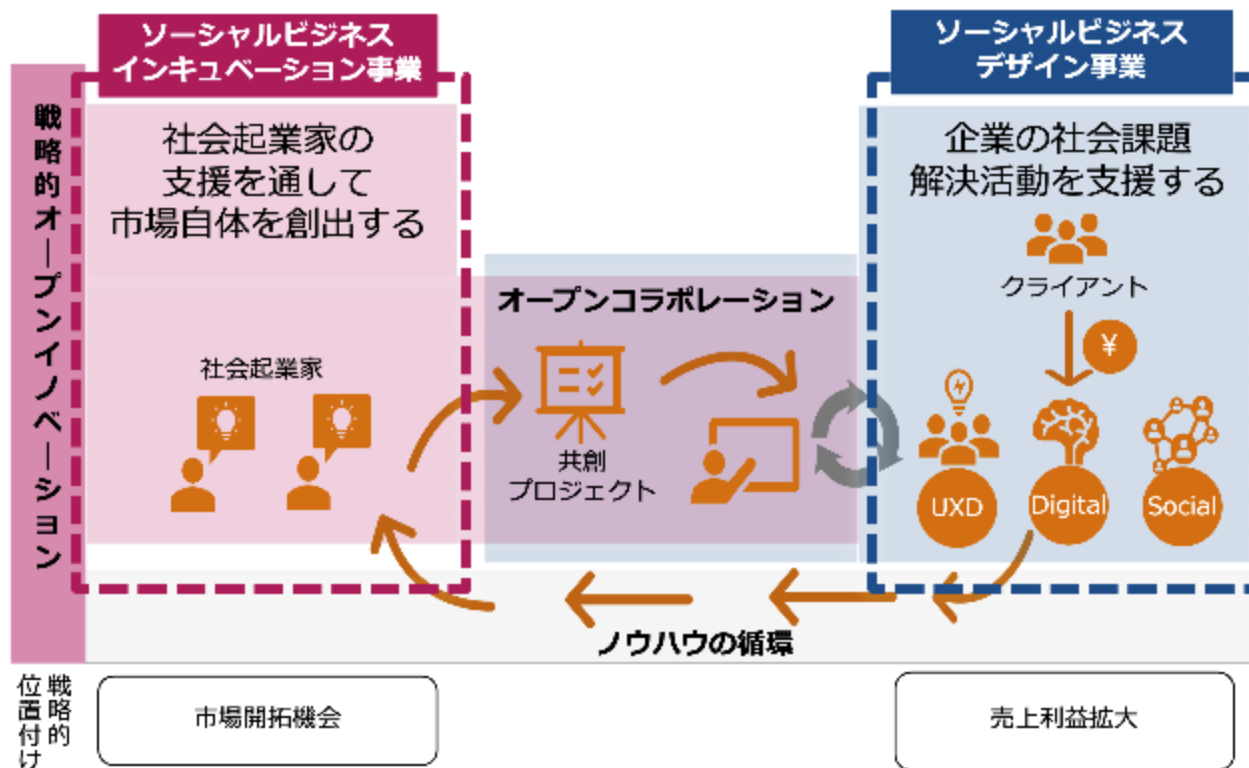 ソーシャルビジネス
インキュベーション事業
ソーシャルビジネス
デザイン事業
戦略的オープンイノベーション
社会起業家の
支援を通して
市場自体を創出する
企業の社会課題
解決活動を支援する
クライアント
オープンコラボレーション
¥
社会起業家
共創
プロジェクト
UXD
Digital
Social
ノウハウの循環
戦略的
位置付け
市場開拓機会
売上利益拡大